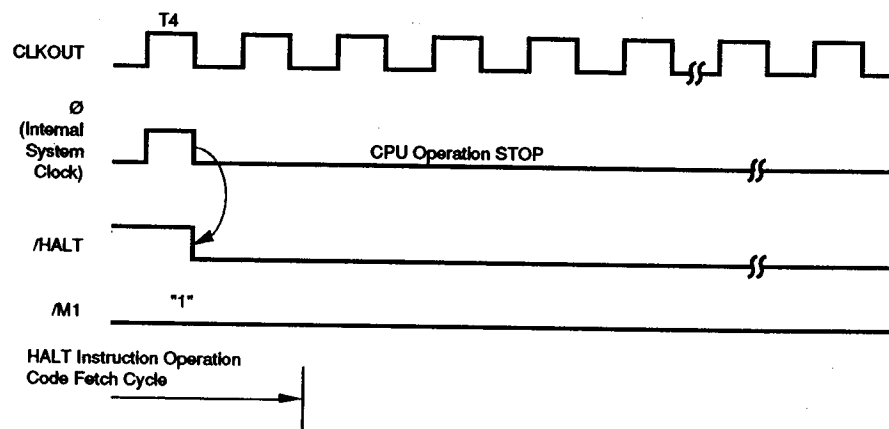 T4
CLKOUT
Ø
(Internal
System
Clock)
CPU Operation STOP
/HALT
/M1
"1"
HALT Instruction Operation
Code Fetch Cycle